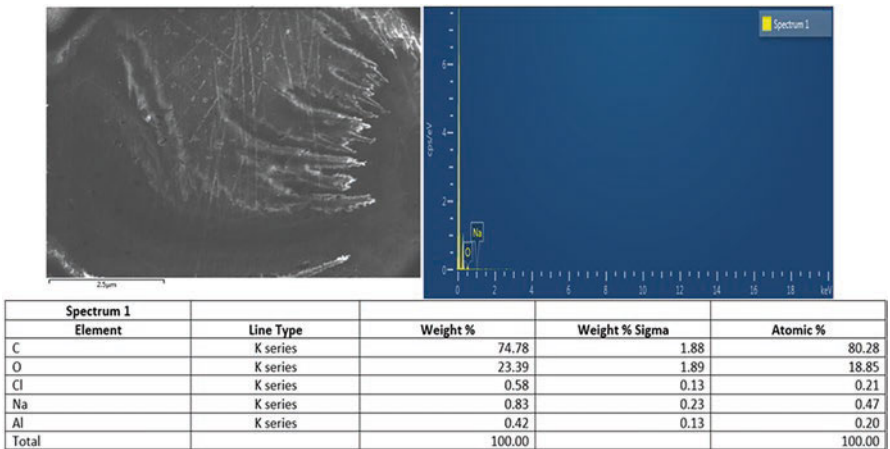 2.5µm
Spectrum 1
cps/eV
6
4
2
0
Na
O
0 2 4 6 8 10 12 14 16 18 keV
Spectrum 1
Element Line Type Weight % Weight % Sigma Atomic %
C K series 74.78 1.88 80.28
O K series 23.39 1.89 18.85
Cl K series 0.58 0.13 0.21
Na K series 0.83 0.23 0.47
Al K series 0.42 0.13 0.20
Total 100.00 100.00